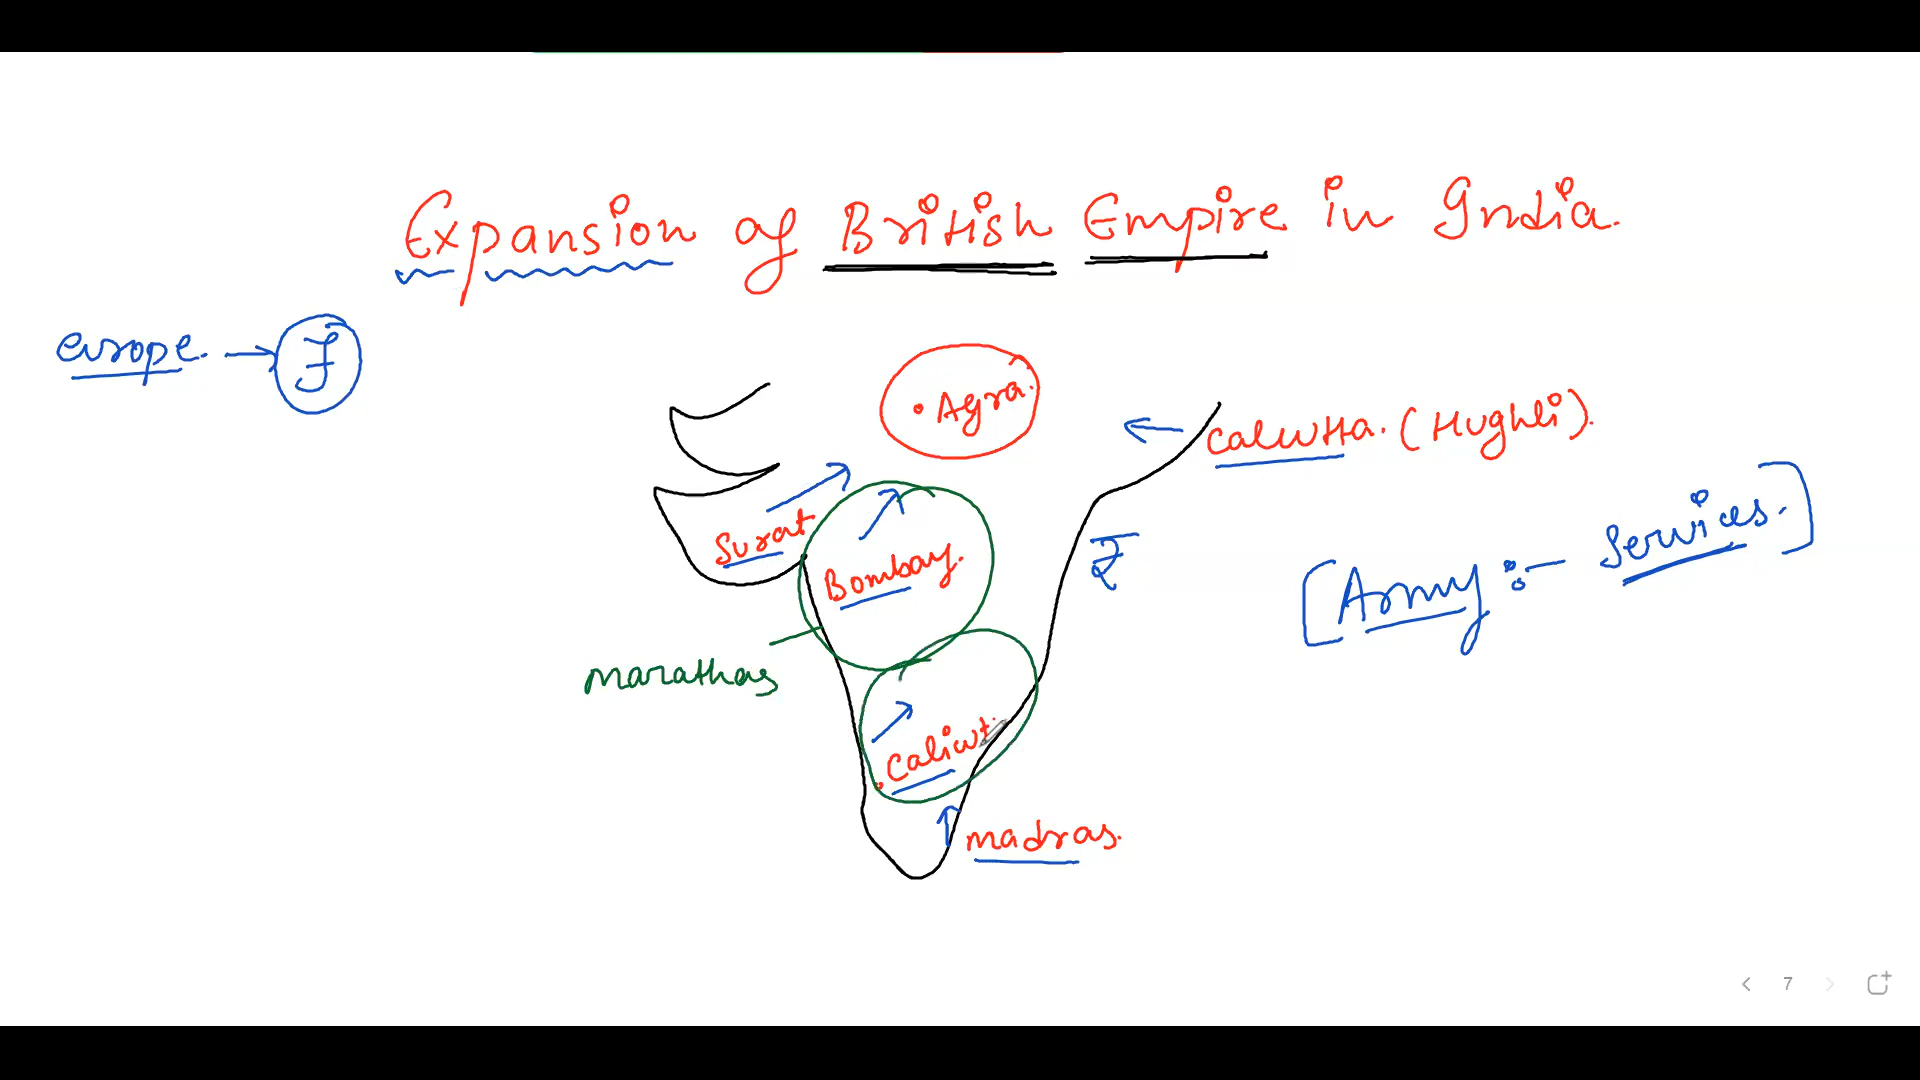 Expansion of British Empire in India.
europe. → £
Agra.
Calcutta. (Hughli).
Surat
Bombay.
₹
[Army :- Services.]
marathas
Calicut.
madras.
7